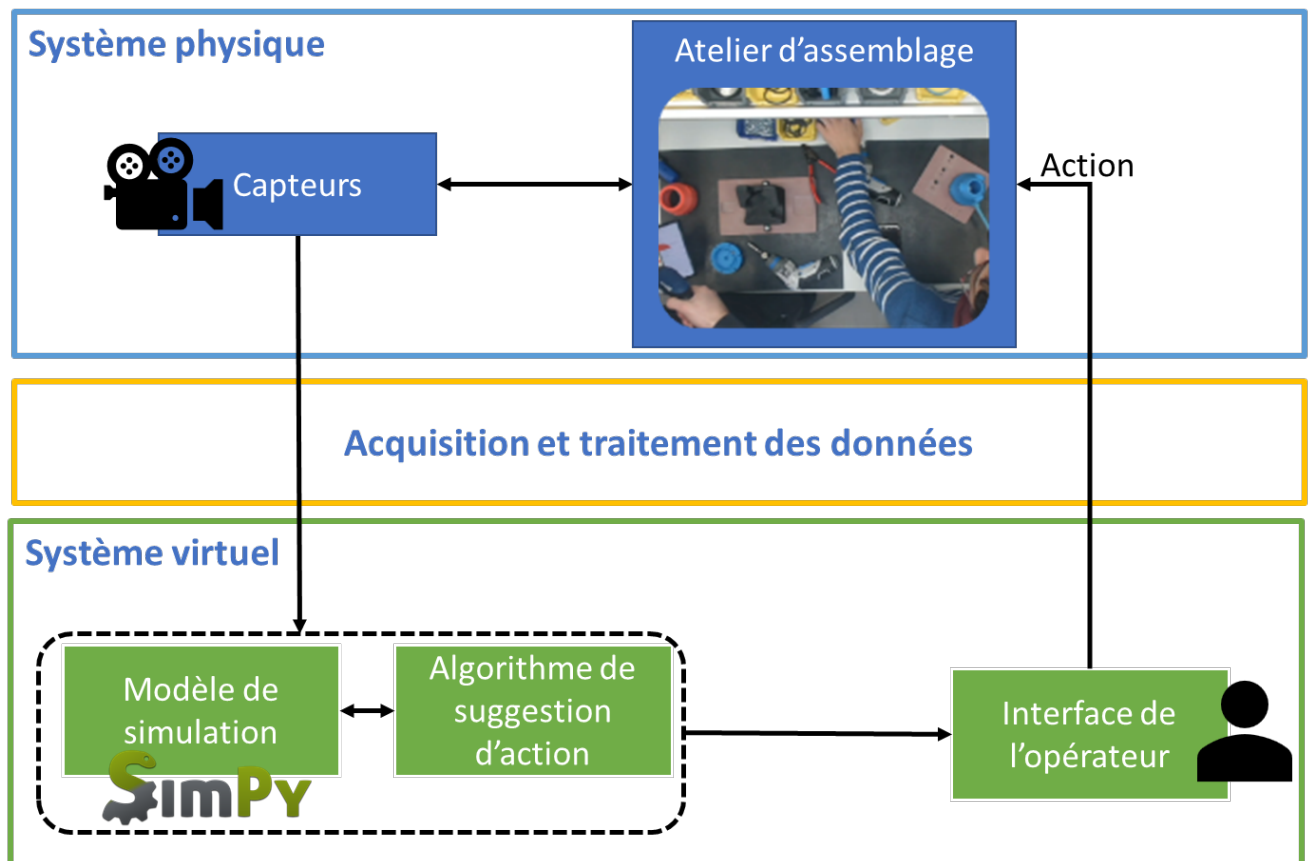 Système physique
Atelier d'assemblage
Capteurs
Action
Acquisition et traitement des données
Système virtuel
Modèle de
simulation
SimPy
Algorithme de
suggestion
d'action
Interface de
l'opérateur